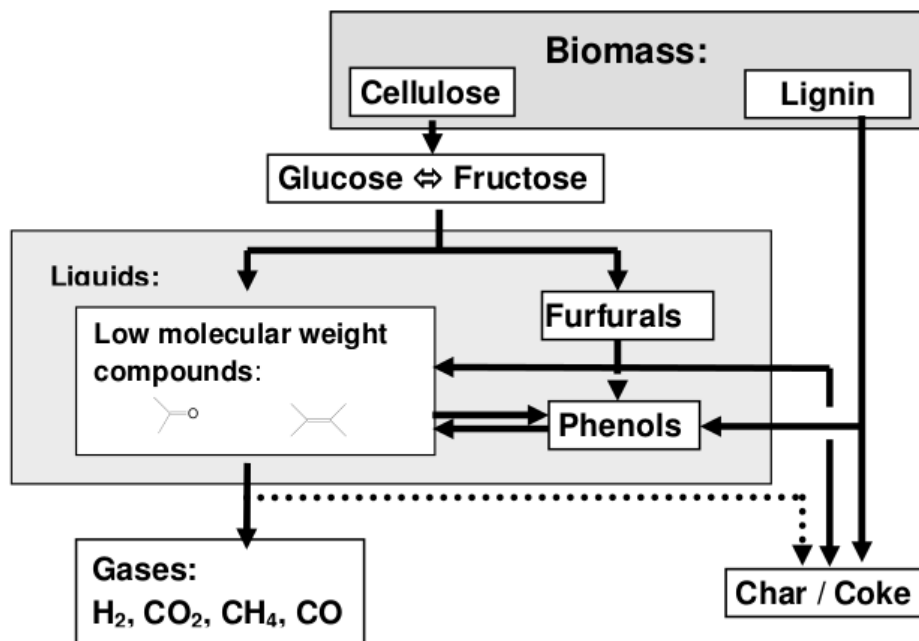 Biomass:
Cellulose
Lignin
Glucose ⇔ Fructose
Liquids:
Furfurals
Low molecular weight
compounds:
O
Phenols
Gases:
H₂, CO₂, CH₄, CO
Char / Coke